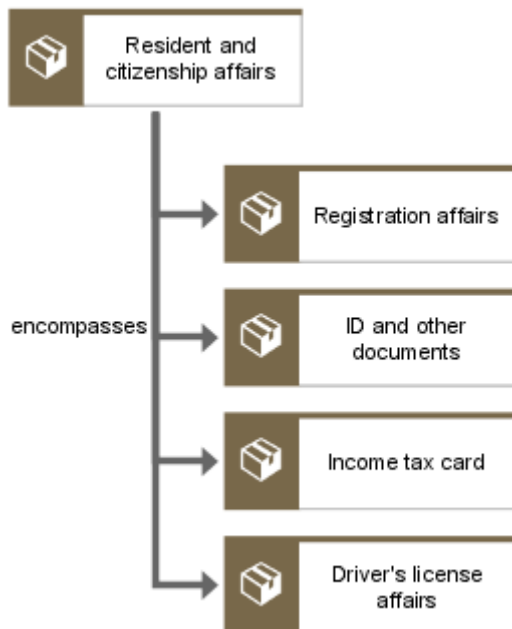 Resident and
citizenship affairs
Registration affairs
encompasses
ID and other
documents
Income tax card
Driver's license
affairs